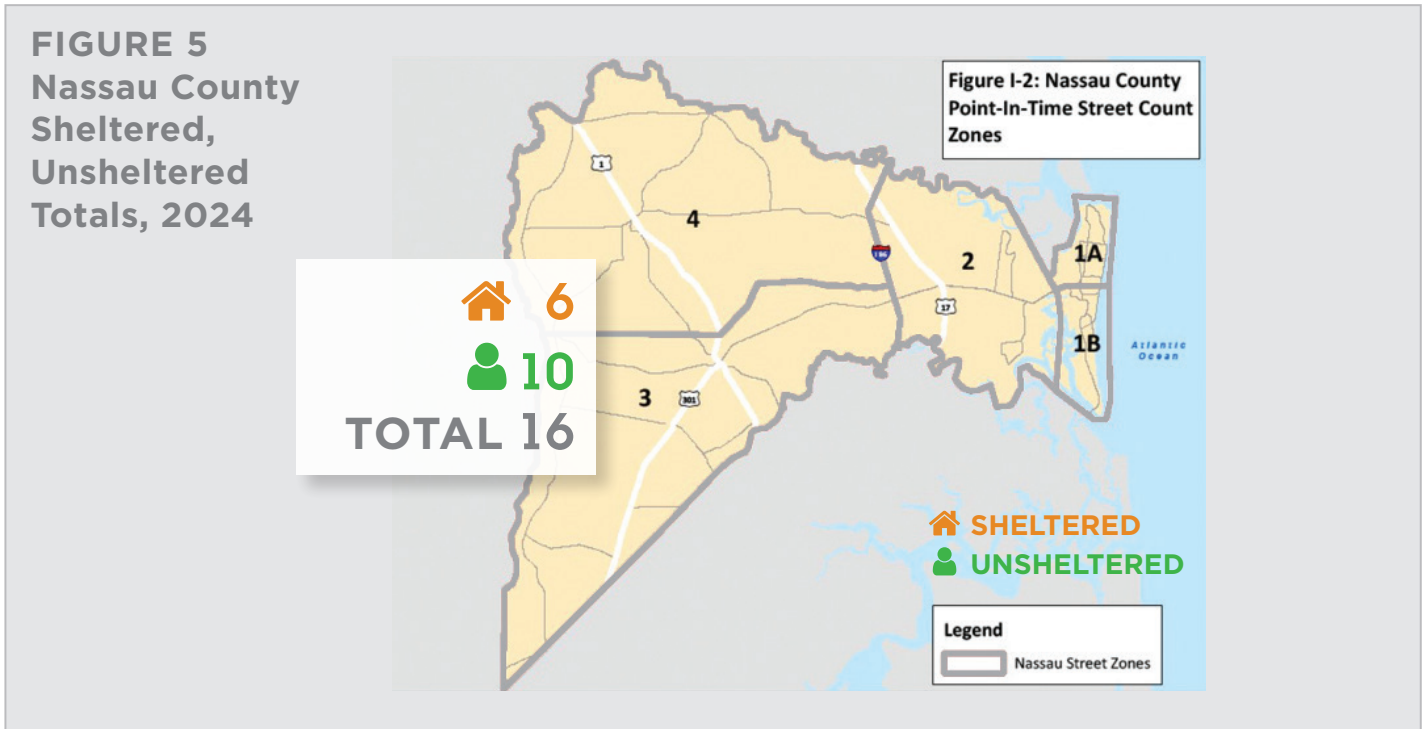 FIGURE 5
Nassau County
Sheltered,
Unsheltered
Totals, 2024
Figure I-2: Nassau County
Point-In-Time Street Count
Zones
1
4
2
1A
17
1B
Atlantic
Ocean
6
10
TOTAL 16
3
301
SHELTERED
UNSHELTERED
Legend
Nassau Street Zones